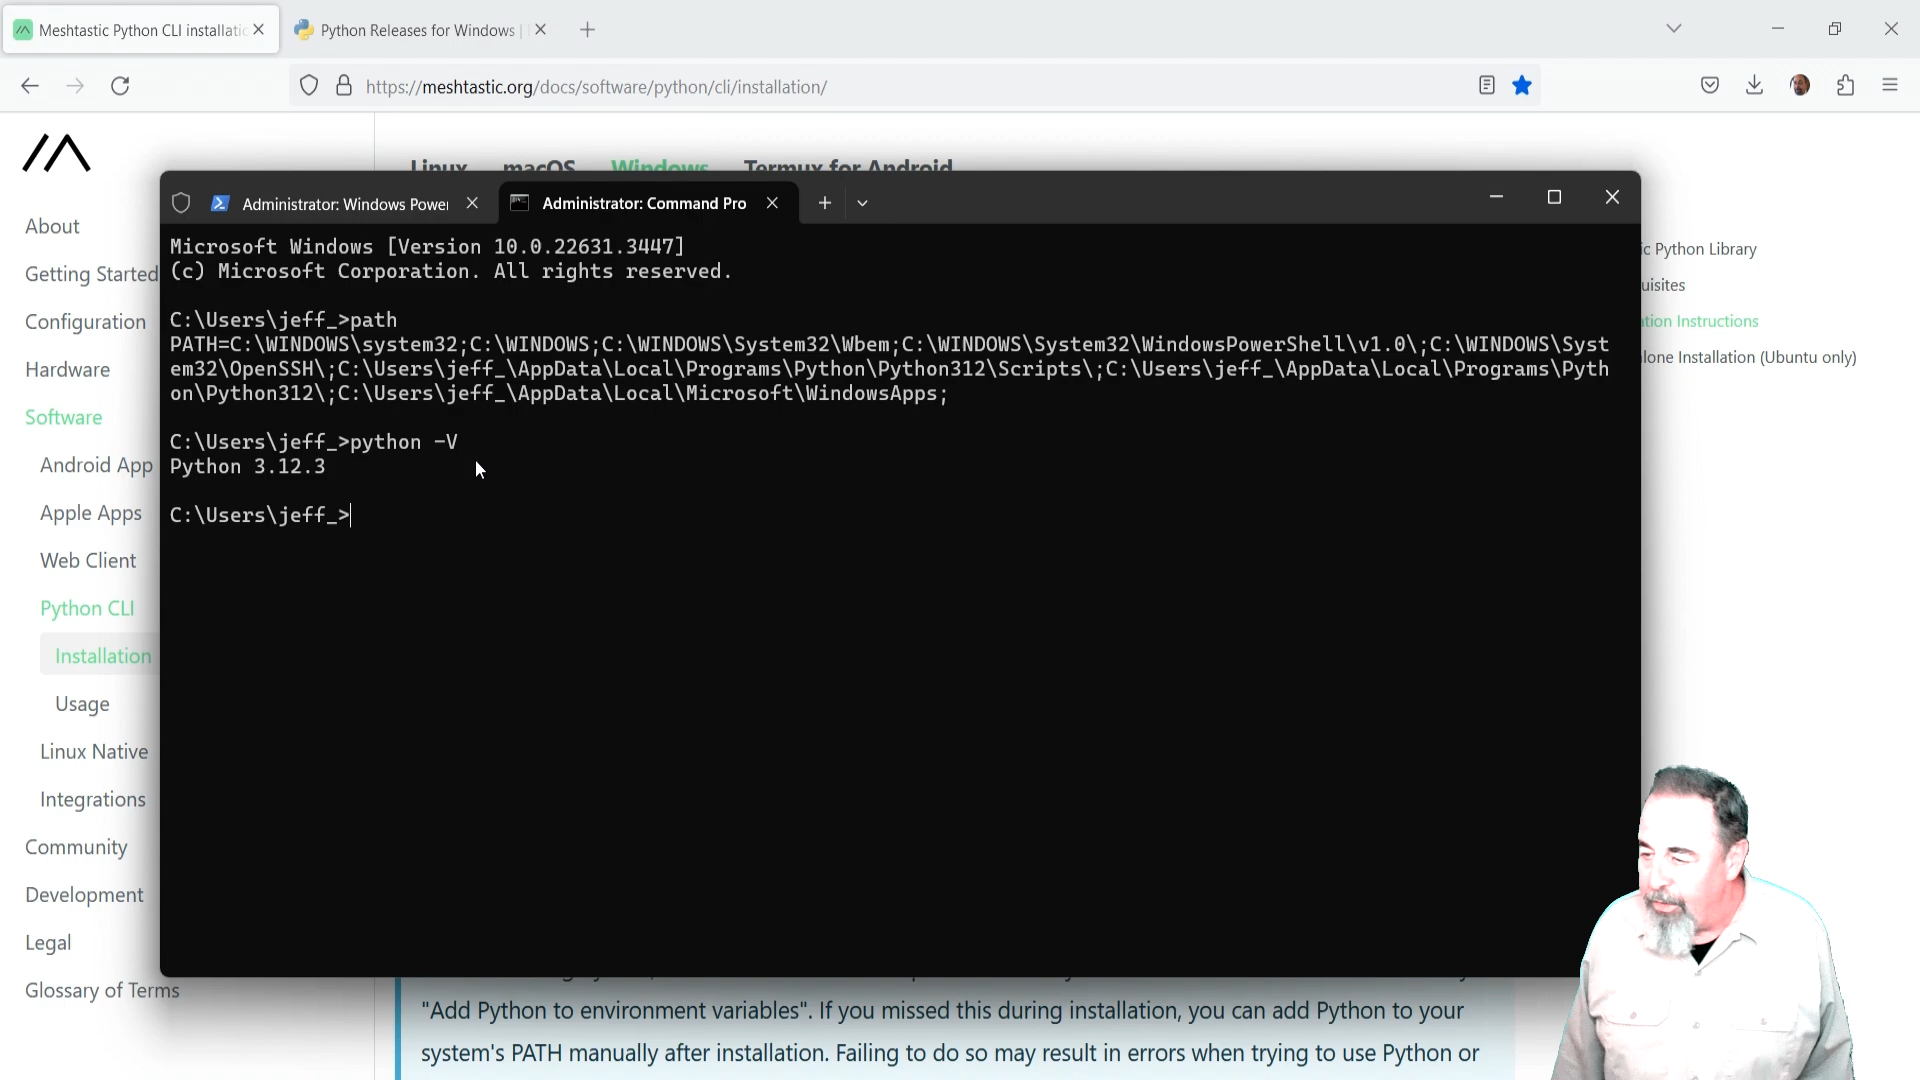 Meshtastic Python CLI installatio
Python Releases for Windows |
https://meshtastic.org/docs/software/python/cli/installation/
Linux macOS Windows Termux for Android
Administrator: Windows Power
Administrator: Command Pro
About
Getting Started
Configuration
Hardware
Software
Android App
Apple Apps
Web Client
Python CLI
Installation
Usage
Linux Native
Integrations
Community
Development
Legal
Glossary of Terms
Microsoft Windows [Version 10.0.22631.3447]
(c) Microsoft Corporation. All rights reserved.
C:\Users\jeff_>path
PATH=C:\WINDOWS\system32;C:\WINDOWS;C:\WINDOWS\System32\Wbem;C:\WINDOWS\System32\WindowsPowerShell\v1.0\;C:\WINDOWS\Syst
em32\OpenSSH\;C:\Users\jeff_\AppData\Local\Programs\Python\Python312\Scripts\;C:\Users\jeff_\AppData\Local\Programs\Pyth
on\Python312\;C:\Users\jeff_\AppData\Local\Microsoft\WindowsApps;
C:\Users\jeff_>python -V
Python 3.12.3
C:\Users\jeff_>
ic Python Library
uisites
ation Instructions
lone Installation (Ubuntu only)
"Add Python to environment variables". If you missed this during installation, you can add Python to your
system's PATH manually after installation. Failing to do so may result in errors when trying to use Python or